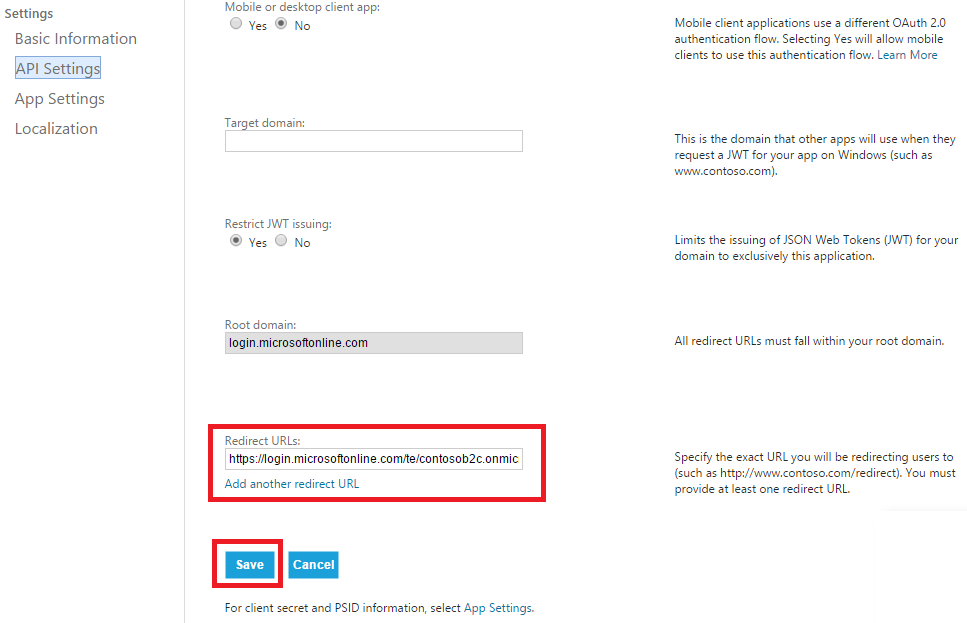 Settings
Basic Information
API Settings
App Settings
Localization
Mobile or desktop client app:
Yes No
Mobile client applications use a different OAuth 2.0
authentication flow. Selecting Yes will allow mobile
clients to use this authentication flow. Learn More
Target domain:
This is the domain that other apps will use when they
request a JWT for your app on Windows (such as
www.contoso.com).
Restrict JWT issuing:
Yes No
Limits the issuing of JSON Web Tokens (JWT) for your
domain to exclusively this application.
Root domain:
login.microsoftonline.com
All redirect URLs must fall within your root domain.
Redirect URLs:
https://login.microsoftonline.com/te/contosob2c.onmic
Add another redirect URL
Specify the exact URL you will be redirecting users to
(such as http://www.contoso.com/redirect). You must
provide at least one redirect URL.
Save Cancel
For client secret and PSID information, select App Settings.